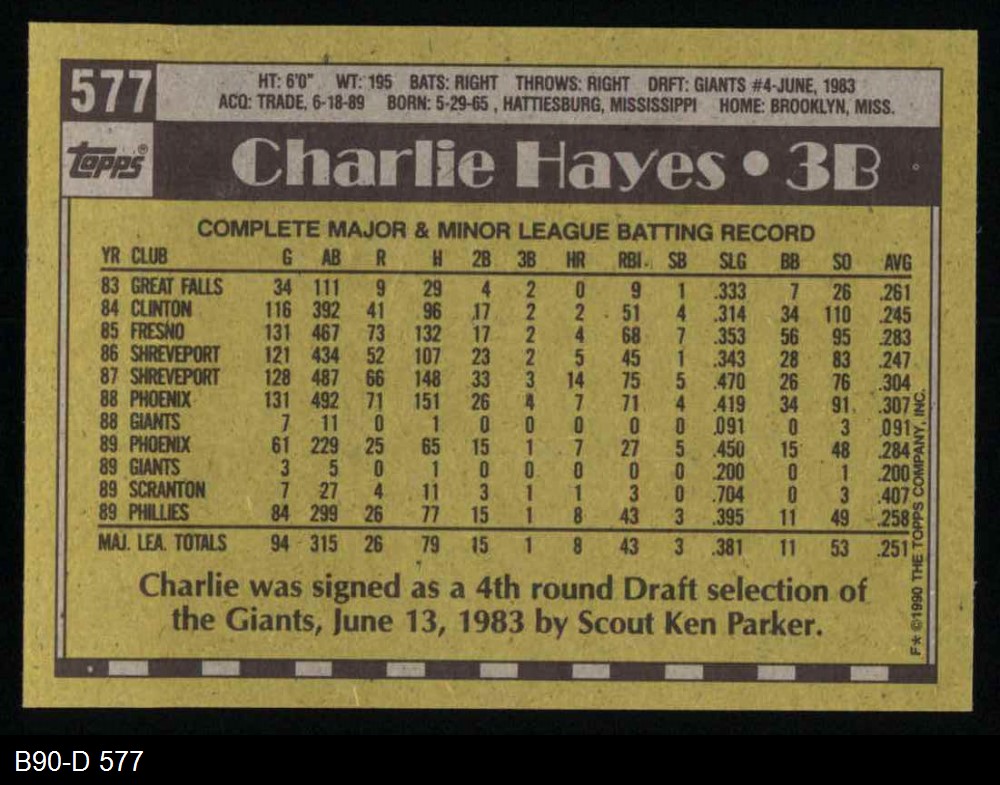 577
HT: 6'0" WT: 195 BATS: RIGHT THROWS: RIGHT DRFT: GIANTS #4-JUNE, 1983
ACQ: TRADE, 6-18-89 BORN: 5-29-65 , HATTIESBURG, MISSISSIPPI HOME: BROOKLYN, MISS.
topps®
Charlie Hayes • 3B
COMPLETE MAJOR & MINOR LEAGUE BATTING RECORD
YR CLUB G AB R H 2B 3B HR RBI SB SLG BB SO AVG
83 GREAT FALLS 34 111 9 29 4 2 0 9 1 .333 7 26 .261
84 CLINTON 116 392 41 96 17 2 2 51 4 .314 34 110 .245
85 FRESNO 131 467 73 132 17 2 4 68 7 .353 56 95 .283
86 SHREVEPORT 121 434 52 107 23 2 5 45 1 .343 28 83 .247
87 SHREVEPORT 128 487 66 148 33 3 14 75 5 .470 26 76 .304
88 PHOENIX 131 492 71 151 26 4 7 71 4 .419 34 91 .307
88 GIANTS 7 11 0 1 0 0 0 0 0 .091 0 3 .091
89 PHOENIX 61 229 25 65 15 1 7 27 5 .450 15 48 .284
89 GIANTS 3 5 0 1 0 0 0 0 0 .200 0 1 .200
89 SCRANTON 7 27 4 11 3 1 1 3 0 .704 0 3 .407
89 PHILLIES 84 299 26 77 15 1 8 43 3 .395 11 49 .258
MAJ. LEA. TOTALS 94 315 26 79 15 1 8 43 3 .381 11 53 .251
Charlie was signed as a 4th round Draft selection of
the Giants, June 13, 1983 by Scout Ken Parker.
F* ©1990 THE TOPPS COMPANY, INC.
B90-D 577